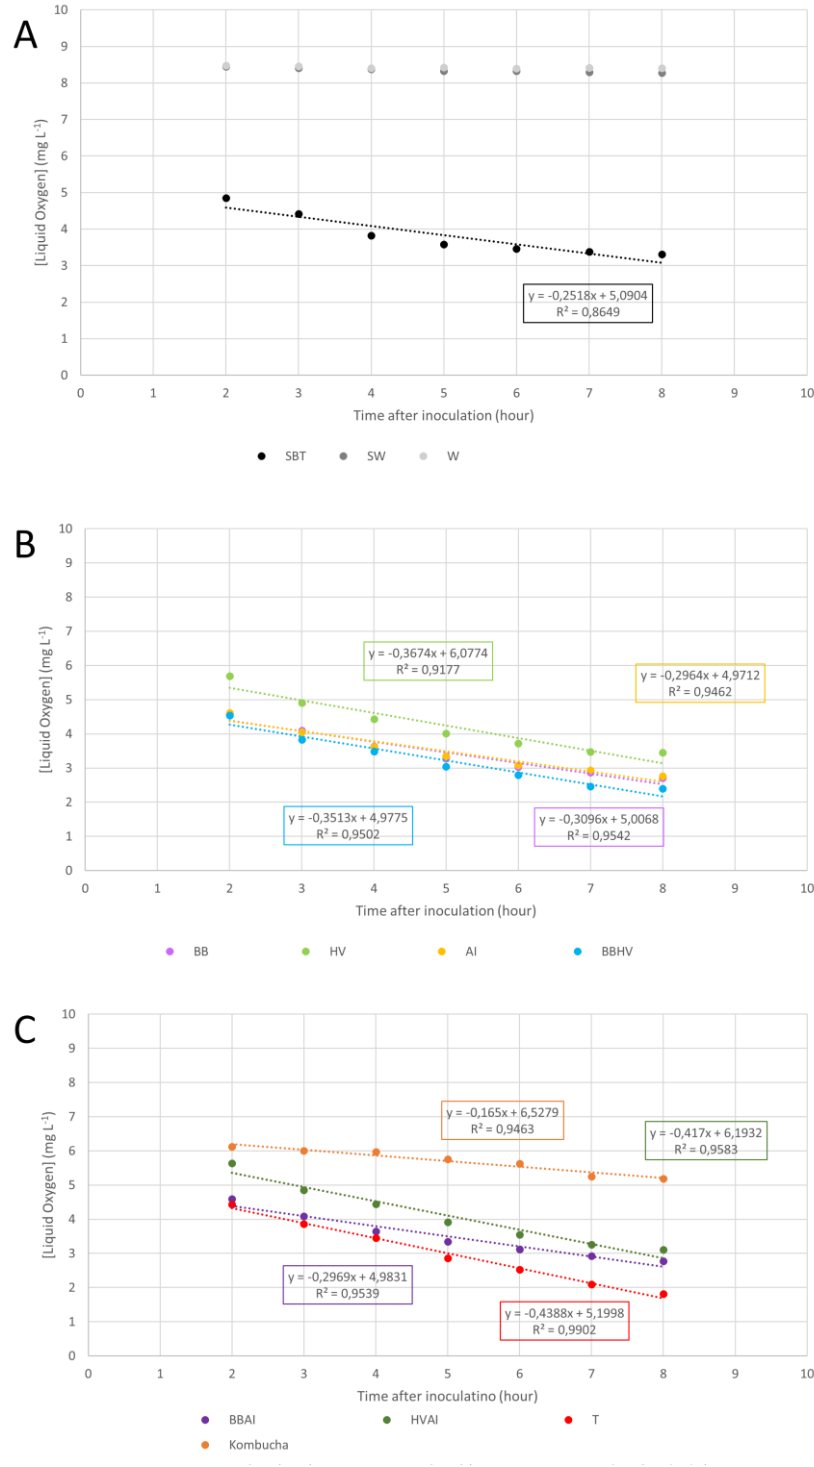 A
[Liquid Oxygen] (mg L⁻¹)
10
9
8
7
6
5
4
3
2
1
0
y = -0,2518x + 5,0904
R² = 0,8649
0 1 2 3 4 5 6 7 8 9 10
Time after inoculation (hour)
SBT SW W
B
[Liquid Oxygen] (mg L⁻¹)
10
9
8
7
6
5
4
3
2
1
0
y = -0,3674x + 6,0774
R² = 0,9177
y = -0,2964x + 4,9712
R² = 0,9462
y = -0,3513x + 4,9775
R² = 0,9502
y = -0,3096x + 5,0068
R² = 0,9542
0 1 2 3 4 5 6 7 8 9 10
Time after inoculation (hour)
BB HV AI BBHV
C
[Liquid Oxygen] (mg L⁻¹)
10
9
8
7
6
5
4
3
2
1
0
y = -0,165x + 6,5279
R² = 0,9463
y = -0,417x + 6,1932
R² = 0,9583
y = -0,2969x + 4,9831
R² = 0,9539
y = -0,4388x + 5,1998
R² = 0,9902
0 1 2 3 4 5 6 7 8 9 10
Time after inoculatino (hour)
BBAI HVAI T
Kombucha